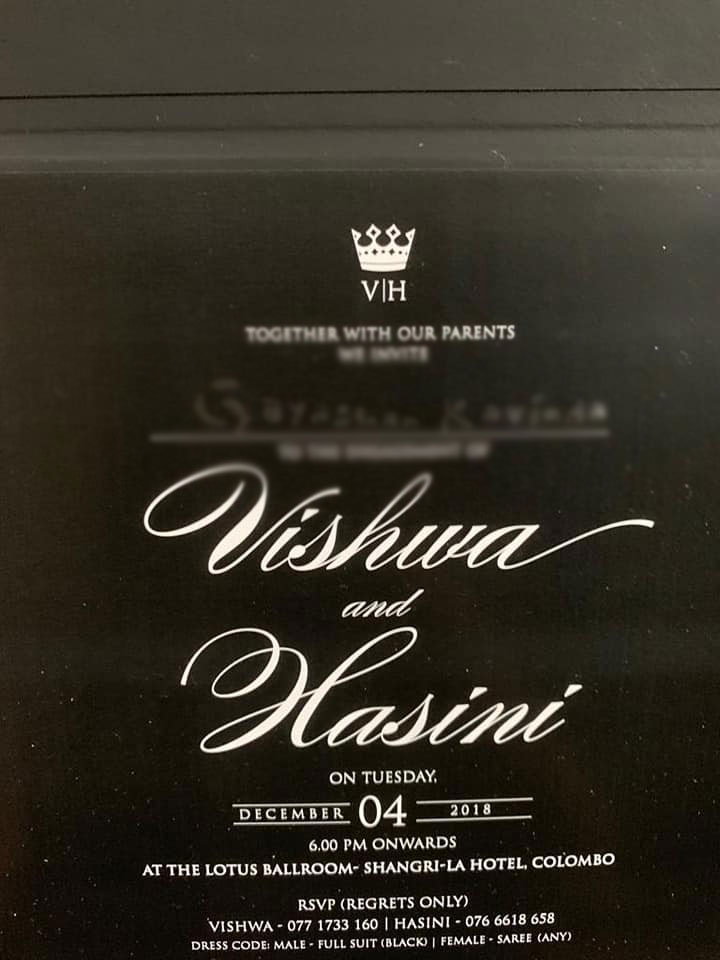 V|H
TOGETHER WITH OUR PARENTS
WE INVITE
Vishwa
and
Hasini
ON TUESDAY,
DECEMBER 04 2018
6.00 PM ONWARDS
AT THE LOTUS BALLROOM- SHANGRI-LA HOTEL, COLOMBO
RSVP (REGRETS ONLY)
VISHWA - 077 1733 160 | HASINI - 076 6618 658
DRESS CODE: MALE - FULL SUIT (BLACK) | FEMALE - SAREE (ANY)